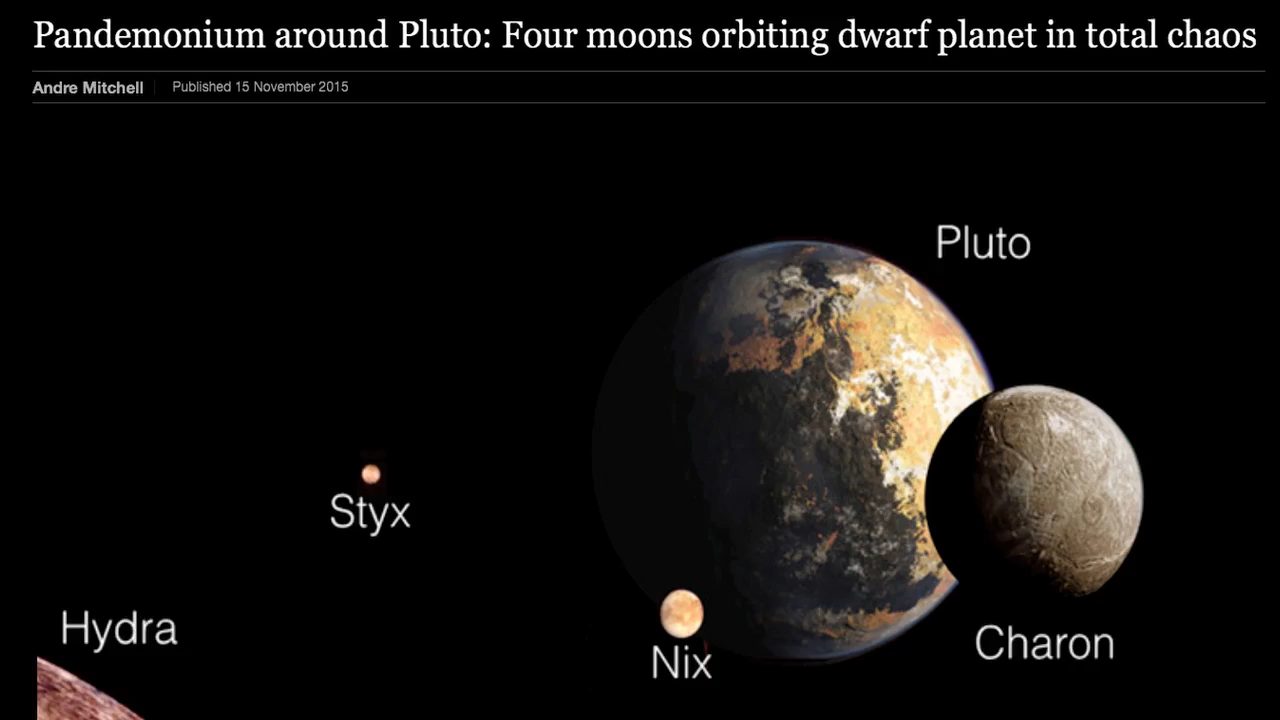 Pandemonium around Pluto: Four moons orbiting dwarf planet in total chaos
Andre Mitchell Published 15 November 2015
Pluto
Styx
Hydra
Nix
Charon